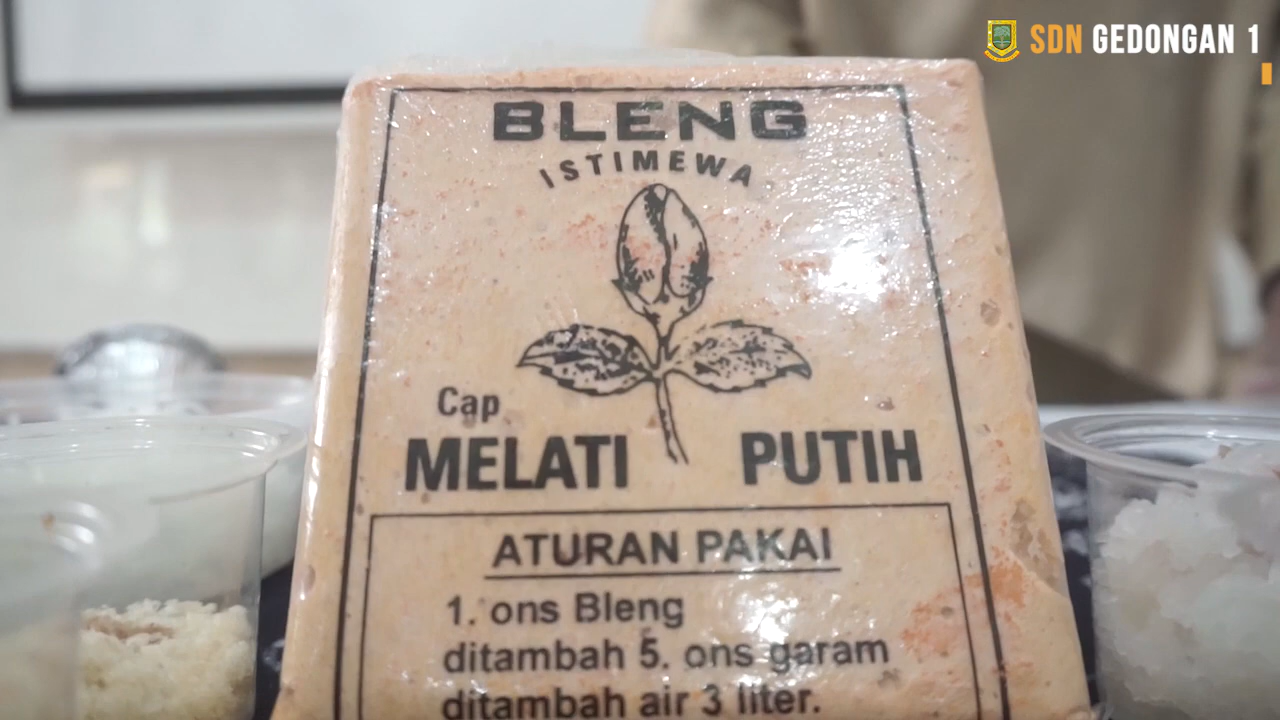 SDN GEDONGAN 1
BLENG
ISTIMEWA
Cap
MELATI PUTIH
ATURAN PAKAI
1. ons Bleng
ditambah 5. ons garam
ditambah air 3 liter.